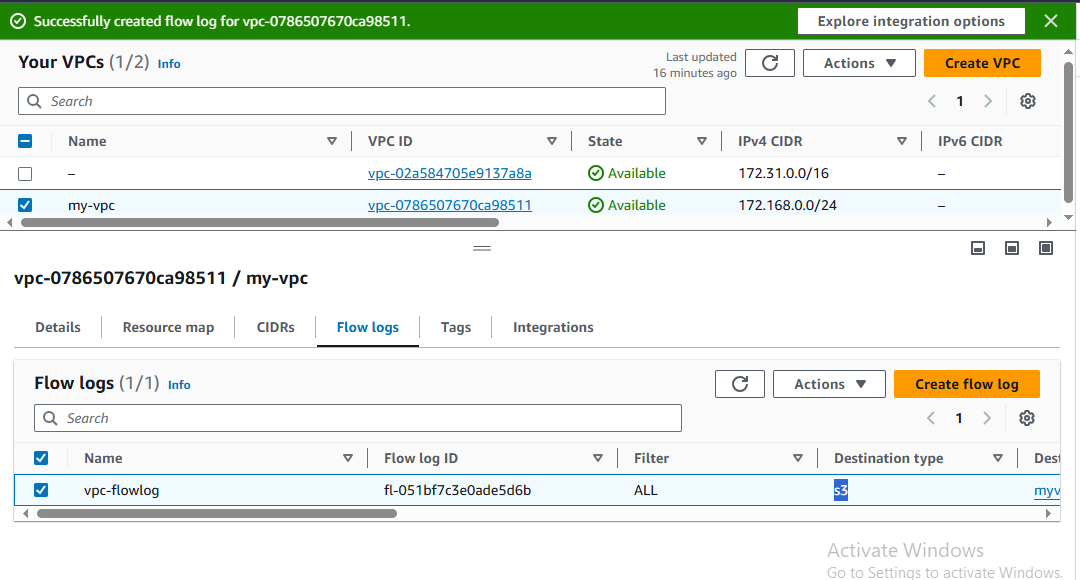 Successfully created flow log for vpc-0786507670ca98511.
Explore integration options
Your VPCs (1/2) Info
Last updated
16 minutes ago
Actions
Create VPC
Search
1
Name VPC ID State IPv4 CIDR IPv6 CIDR
– vpc-02a584705e9137a8a Available 172.31.0.0/16 –
my-vpc vpc-0786507670ca98511 Available 172.168.0.0/24 –
vpc-0786507670ca98511 / my-vpc
Details Resource map CIDRs Flow logs Tags Integrations
Flow logs (1/1) Info
Actions
Create flow log
Search
1
Name Flow log ID Filter Destination type Dest
vpc-flowlog fl-051bf7c3e0ade5d6b ALL s3 myv
Activate Windows
Go to Settings to activate Windows.